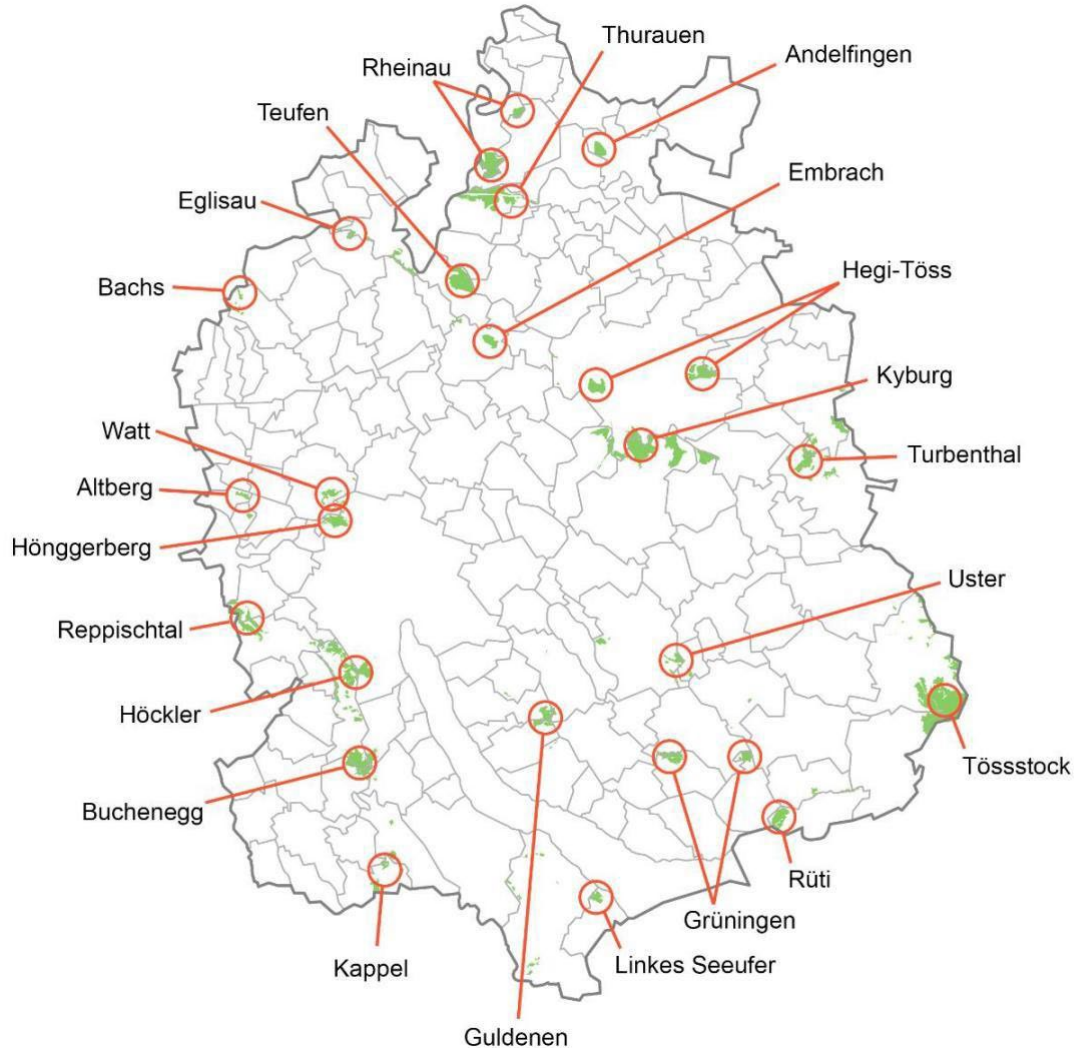 Thurauen
Andelfingen
Rheinau
Teufen
Embrach
Eglisau
Hegi-Töss
Bachs
Kyburg
Watt
Turbenthal
Altberg
Hönggerberg
Uster
Reppischtal
Höckler
Tössstock
Buchenegg
Rüti
Grüningen
Linkes Seeufer
Kappel
Guldenen